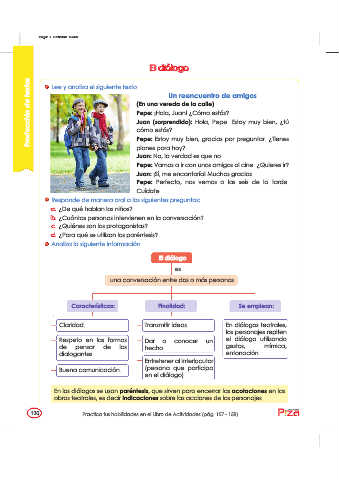 El diálogo
Producción de textos
Lee y analiza el siguiente texto
Un reencuentro de amigos
(En una vereda de la calle)
Pepe: ¡Hola, Juan! ¿Cómo estás?
Juan (sorprendido): Hola, Pepe. Estoy muy bien, ¿tú
cómo estás?
Pepe: Estoy muy bien, gracias por preguntar. ¿Tienes
planes para hoy?
Juan: No, la verdad es que no
Pepe: Vamos a ir con unos amigos al cine. ¿Quieres ir?
Juan: ¡Sí, me encantaría! Muchas gracias
Pepe: Perfecto, nos vemos a las seis de la tarde.
Cuídate
Responde de manera oral a las siguientes preguntas:
a. ¿De qué hablan los niños?
b. ¿Cuántas personas intervienen en la conversación?
c. ¿Quiénes son los protagonistas?
d. ¿Para qué se utilizan los paréntesis?
Analiza la siguiente información
El diálogo
es
una conversación entre dos o más personas
Características:
Finalidad:
Se emplean:
Claridad
Respeto en las formas
de pensar de los
dialogantes
Buena comunicación
Transmitir ideas
Dar a conocer un
hecho
Entretener al interlocutor
(persona que participa
en el diálogo)
En diálogos teatrales,
los personajes repiten
el diálogo utilizando
gestos, mímica,
entonación
En los diálogos se usan paréntesis, que sirven para encerrar las acotaciones en las
obras teatrales, es decir indicaciones sobre las acciones de los personajes
Practica tus habilidades en el Libro de Actividades (pág. 157 - 158)